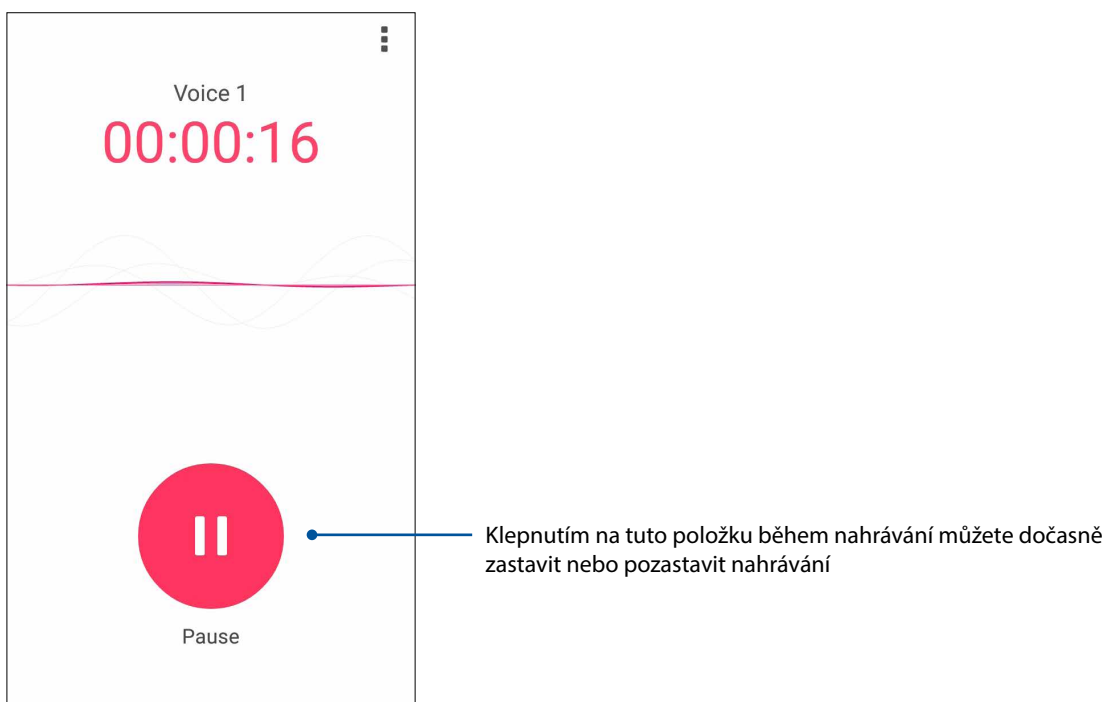 Voice 1
00:00:16
Klepnutím na tuto položku během nahrávání můžete dočasně
zastavit nebo pozastavit nahrávání
Pause